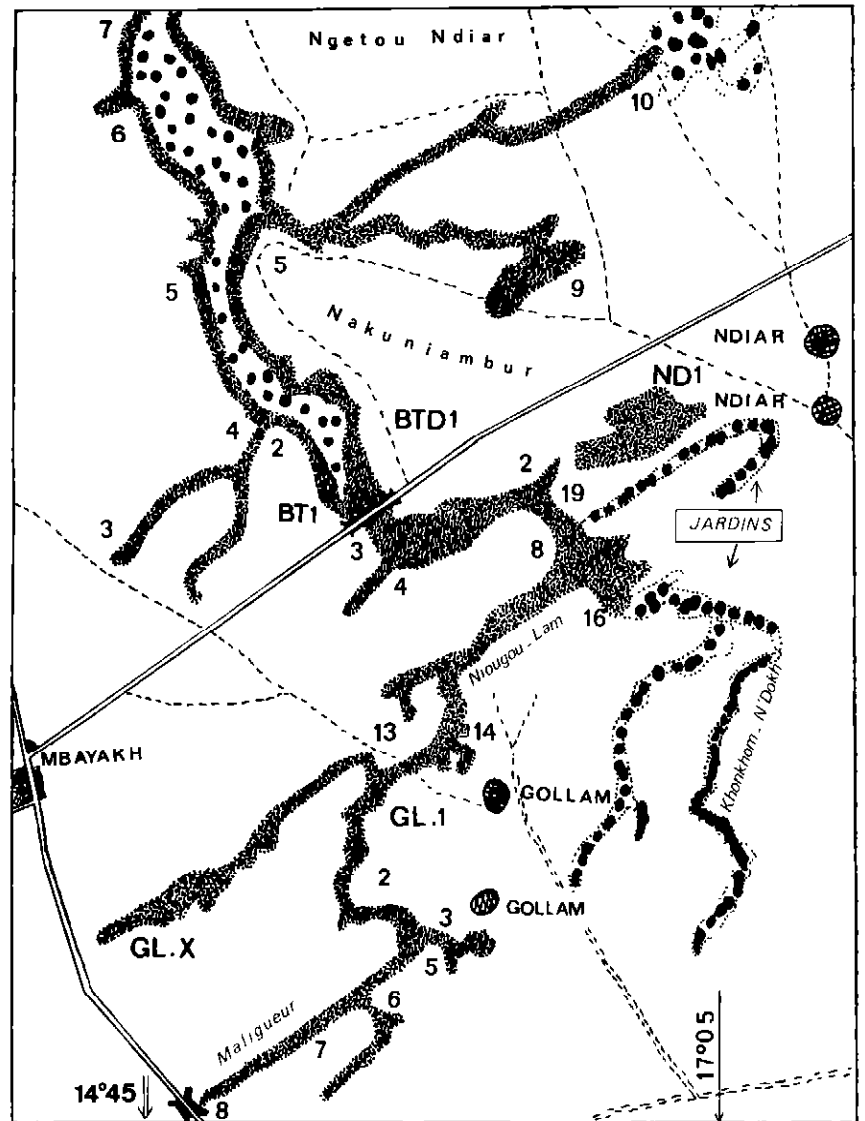 7
Ngetou Ndiar
10
6
5
9
5
Nakuniambur
NDIAR
ND1
NDIAR
BTD1
4
2
2
19
3
BT1
JARDINS
3
8
4
16
Niougou-Lam
13
14
MBAYAKH
GOLLAM
GL.1
Khonkhom-N'Dokh
2
GOLLAM
3
GL.X
5
6
Maligueur
7
17°05
14°45
8